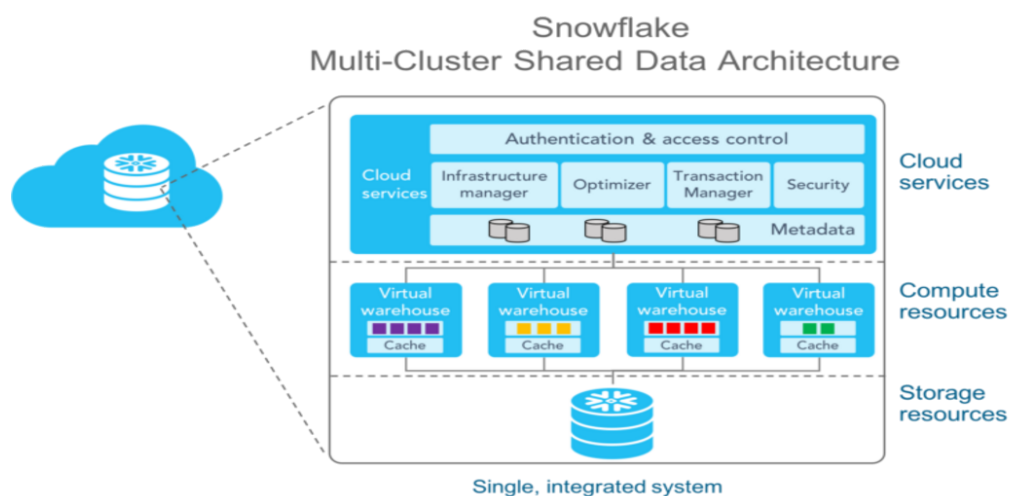 Snowflake
Multi-Cluster Shared Data Architecture
Authentication & access control
Cloud
services
Infrastructure
manager
Optimizer
Transaction
Manager
Security
Metadata
Cloud
services
Virtual
warehouse
Cache
Virtual
warehouse
Cache
Virtual
warehouse
Cache
Virtual
warehouse
Cache
Compute
resources
Storage
resources
Single, integrated system